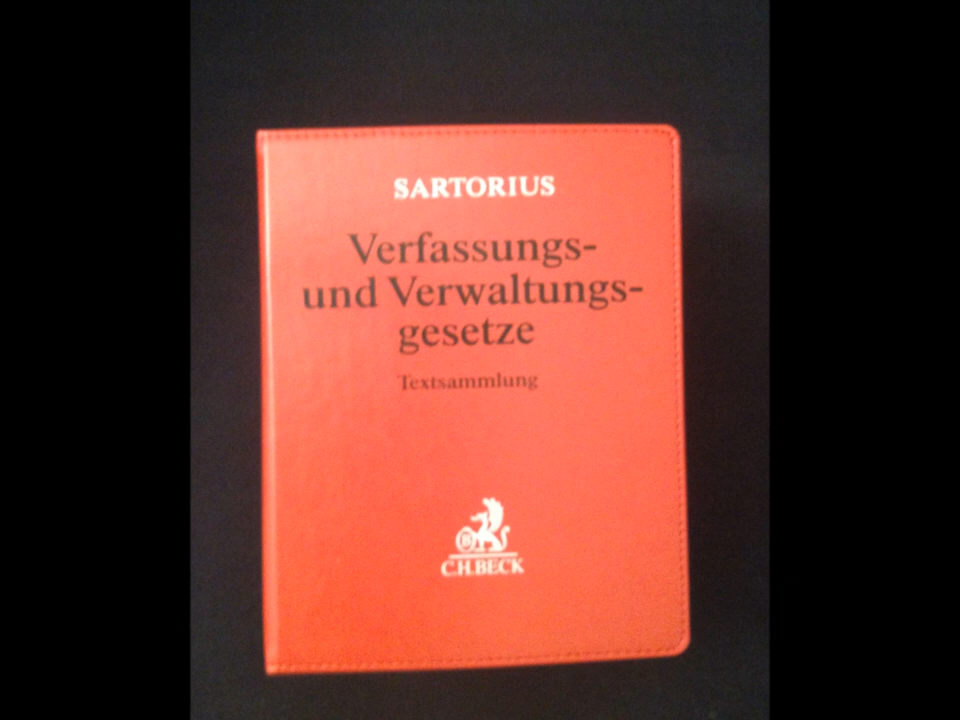 SARTORIUS
Verfassungs-
und Verwaltungs-
gesetze
Textsammlung
B
C.H.BECK